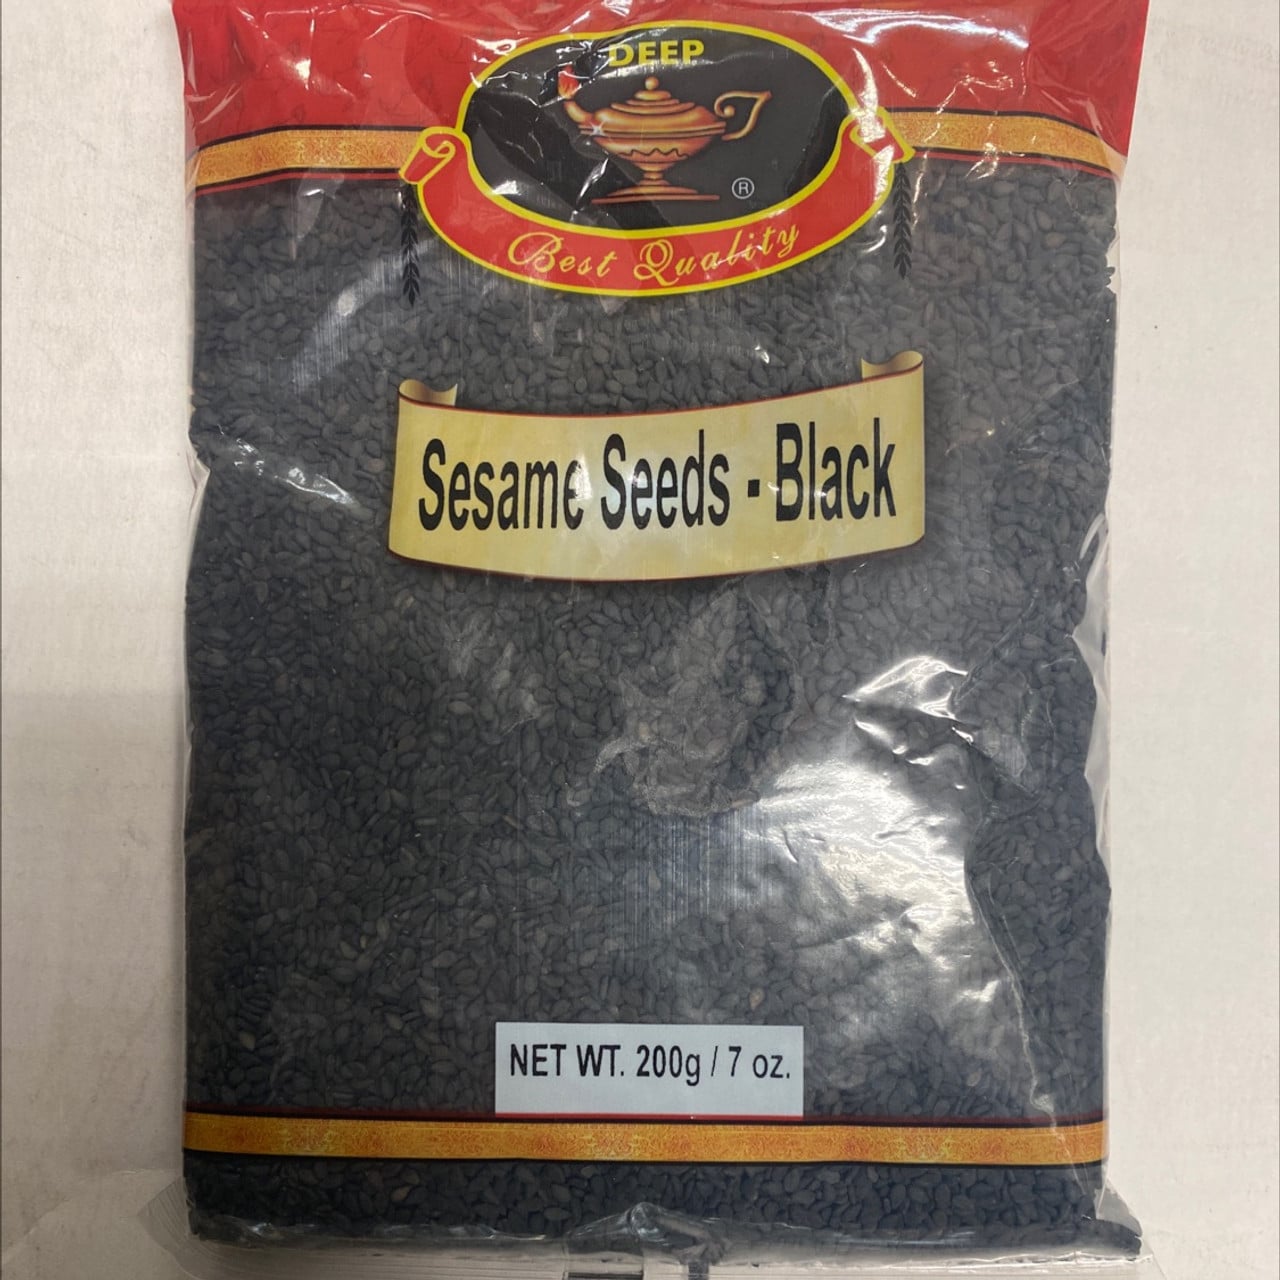 DEEP
®
Best Quality
Sesame Seeds - Black
NET WT. 200g / 7 oz.